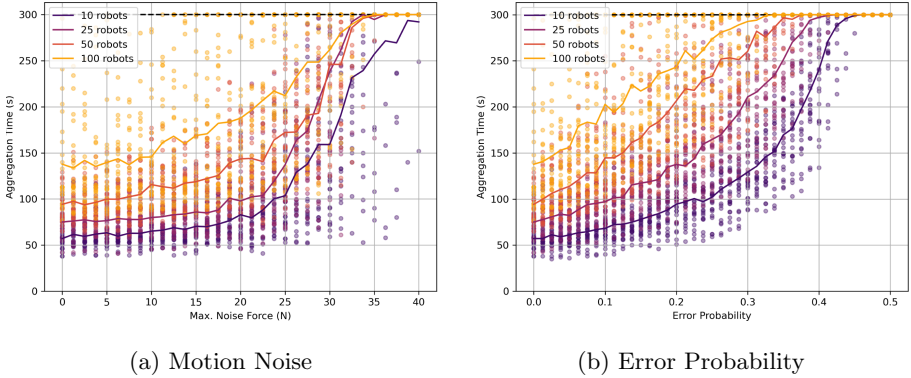 10 robots
25 robots
50 robots
100 robots
Aggregation Time (s)
300
250
200
150
100
50
0
0 5 10 15 20 25 30 35 40
Max. Noise Force (N)
(a) Motion Noise
10 robots
25 robots
50 robots
100 robots
Aggregation Time (s)
300
250
200
150
100
50
0
0.0 0.1 0.2 0.3 0.4 0.5
Error Probability
(b) Error Probability